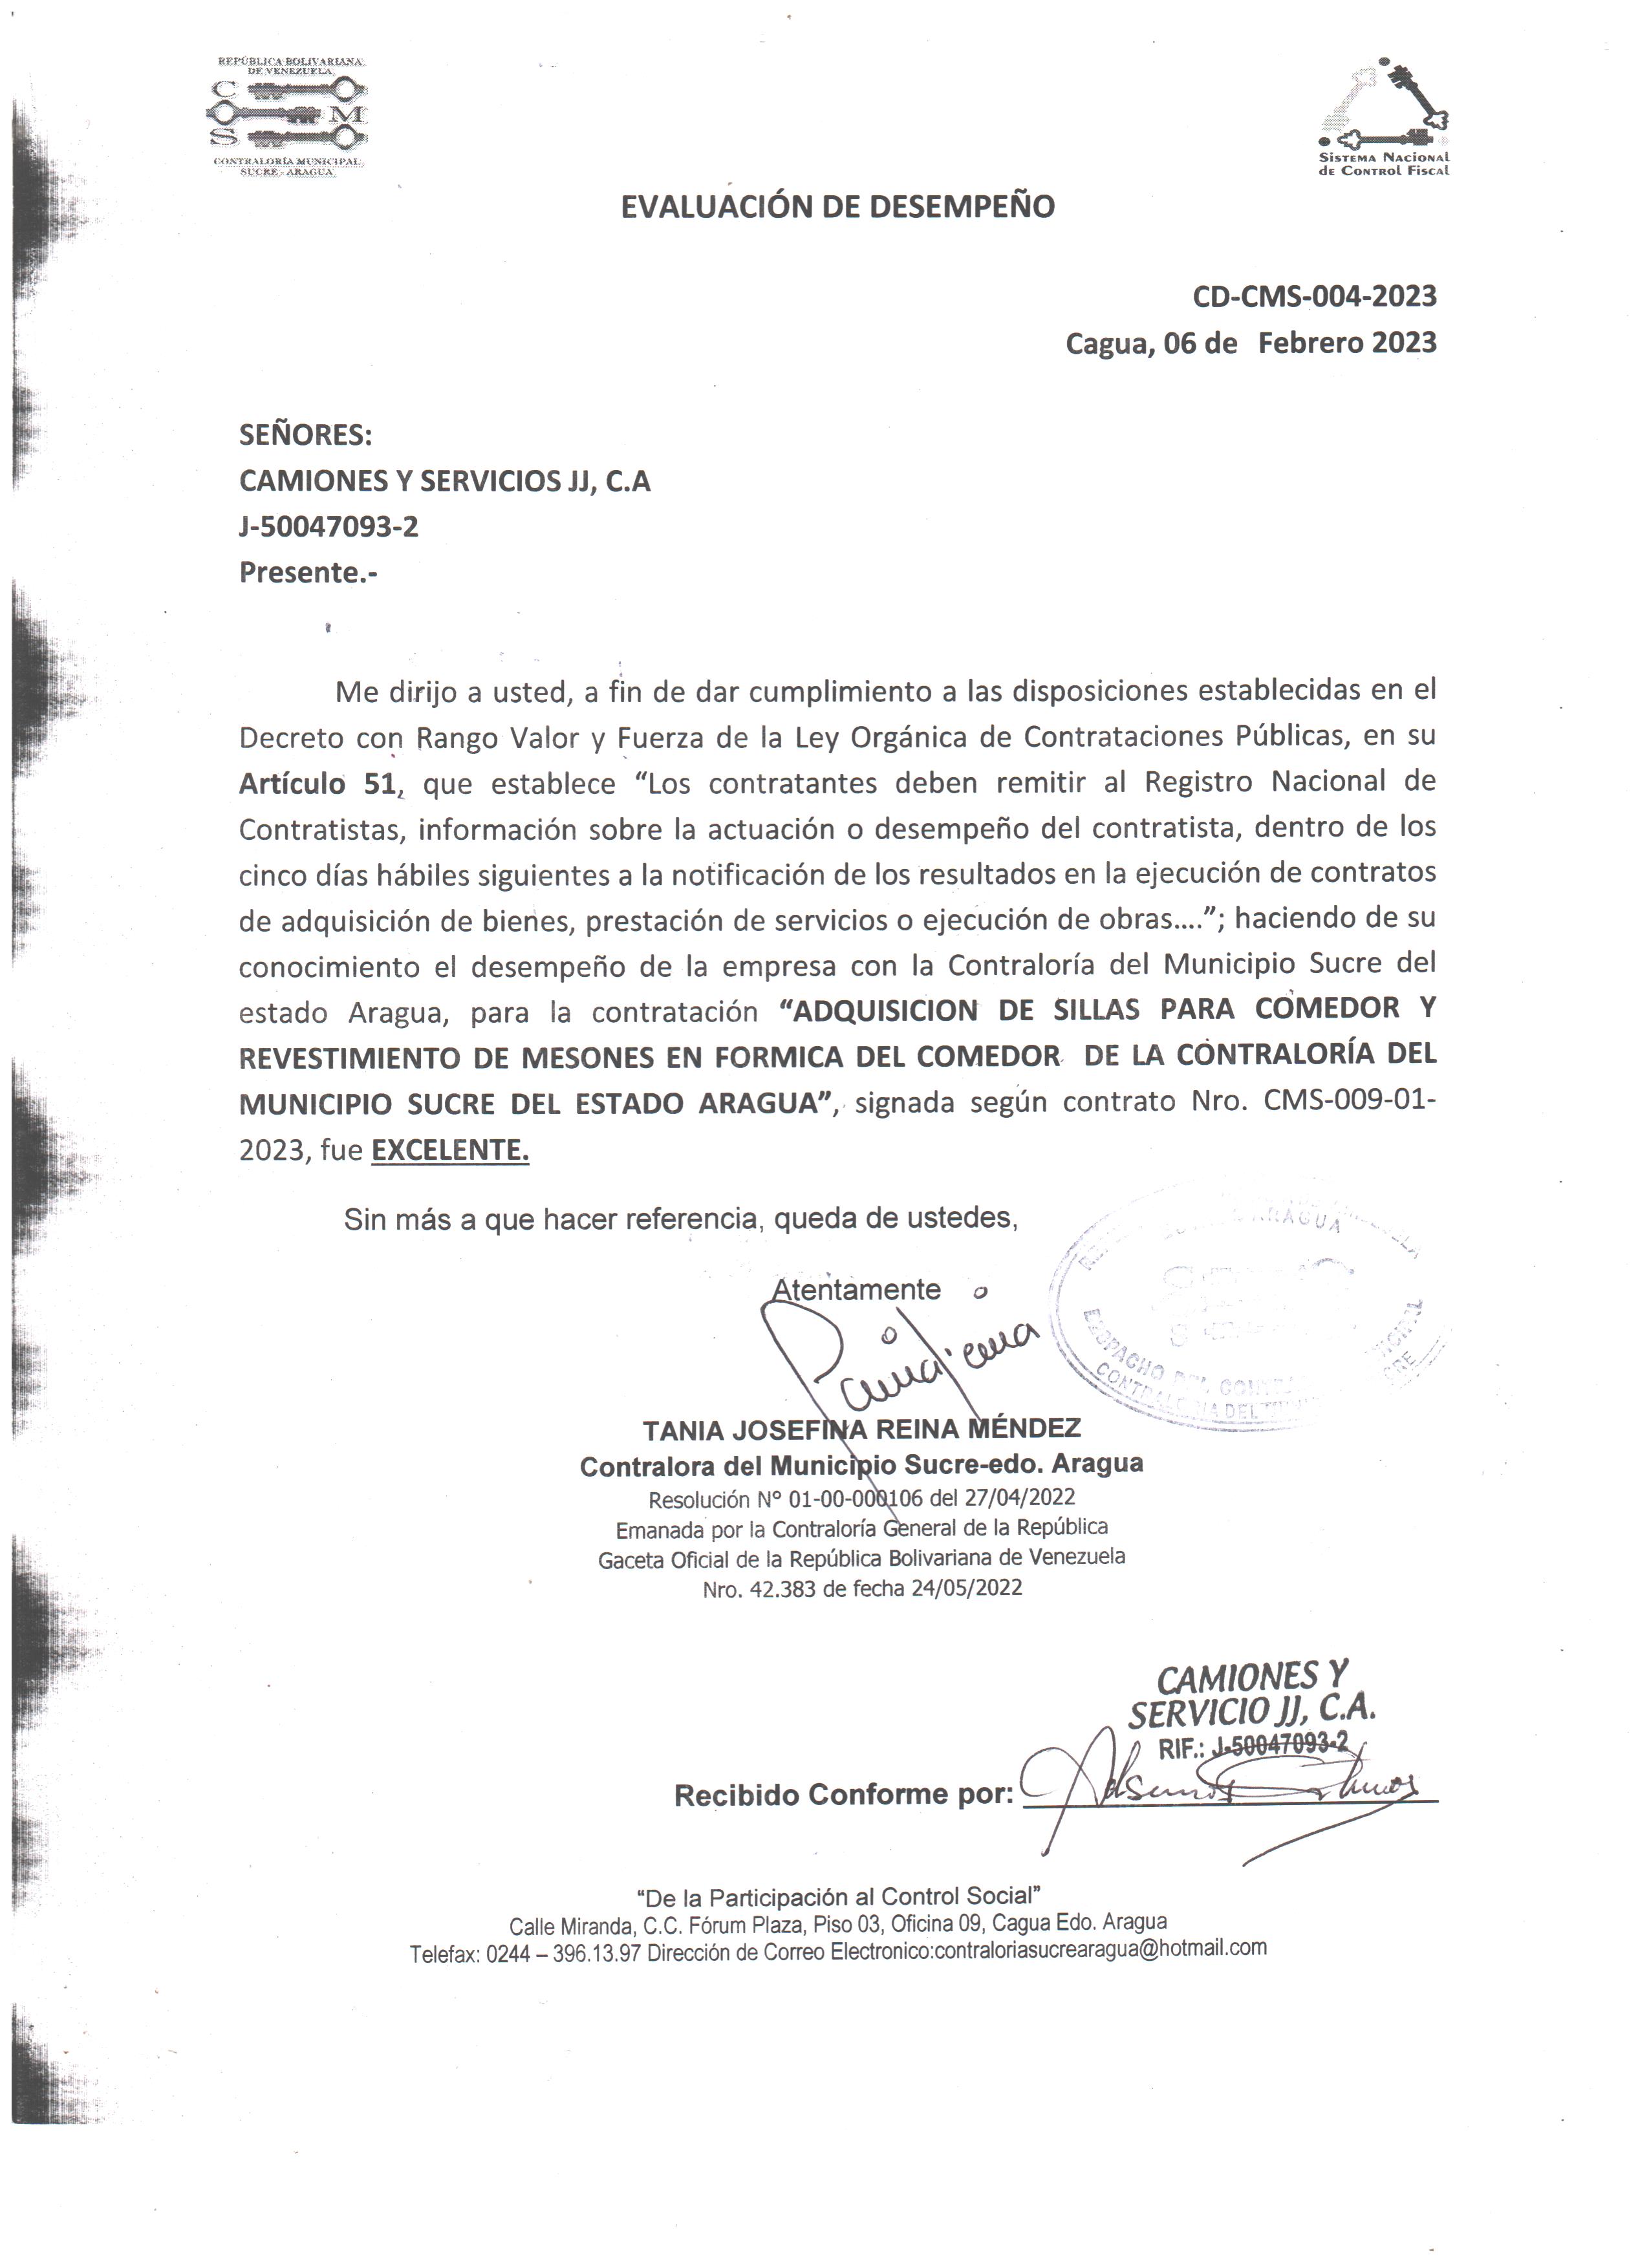 REPÚBLICA BOLIVARIANA
DE VENEZUELA
C
M
S
CONTRALORÍA MUNICIPAL
SUCRE - ARAGUA
SISTEMA NACIONAL
DE CONTROL FISCAL
EVALUACIÓN DE DESEMPEÑO
CD-CMS-004-2023
Cagua, 06 de Febrero 2023
SEÑORES:
CAMIONES Y SERVICIOS JJ, C.A
J-50047093-2
Presente.-
Me dirijo a usted, a fin de dar cumplimiento a las disposiciones establecidas en el
Decreto con Rango Valor y Fuerza de la Ley Orgánica de Contrataciones Públicas, en su
Artículo 51, que establece “Los contratantes deben remitir al Registro Nacional de
Contratistas, información sobre la actuación o desempeño del contratista, dentro de los
cinco días hábiles siguientes a la notificación de los resultados en la ejecución de contratos
de adquisición de bienes, prestación de servicios o ejecución de obras....”; haciendo de su
conocimiento el desempeño de la empresa con la Contraloría del Municipio Sucre del
estado Aragua, para la contratación “ADQUISICION DE SILLAS PARA COMEDOR Y
REVESTIMIENTO DE MESONES EN FORMICA DEL COMEDOR DE LA CONTRALORÍA DEL
MUNICIPIO SUCRE DEL ESTADO ARAGUA”, signada según contrato Nro. CMS-009-01-
2023, fue EXCELENTE.
Sin más a que hacer referencia, queda de ustedes,
Atentamente
ARAGUA
TANIA JOSEFINA REINA MÉNDEZ
Contralora del Municipio Sucre-edo. Aragua
Resolución N° 01-00-000106 del 27/04/2022
Emanada por la Contraloría General de la República
Gaceta Oficial de la República Bolivariana de Venezuela
Nro. 42.383 de fecha 24/05/2022
CAMIONES Y
SERVICIO JJ, C.A.
RIF.: J-50047093-2
Recibido Conforme por:
“De la Participación al Control Social”
Calle Miranda, C.C. Fórum Plaza, Piso 03, Oficina 09, Cagua Edo. Aragua
Telefax: 0244 – 396.13.97 Dirección de Correo Electronico:contraloriasucrearagua@hotmail.com